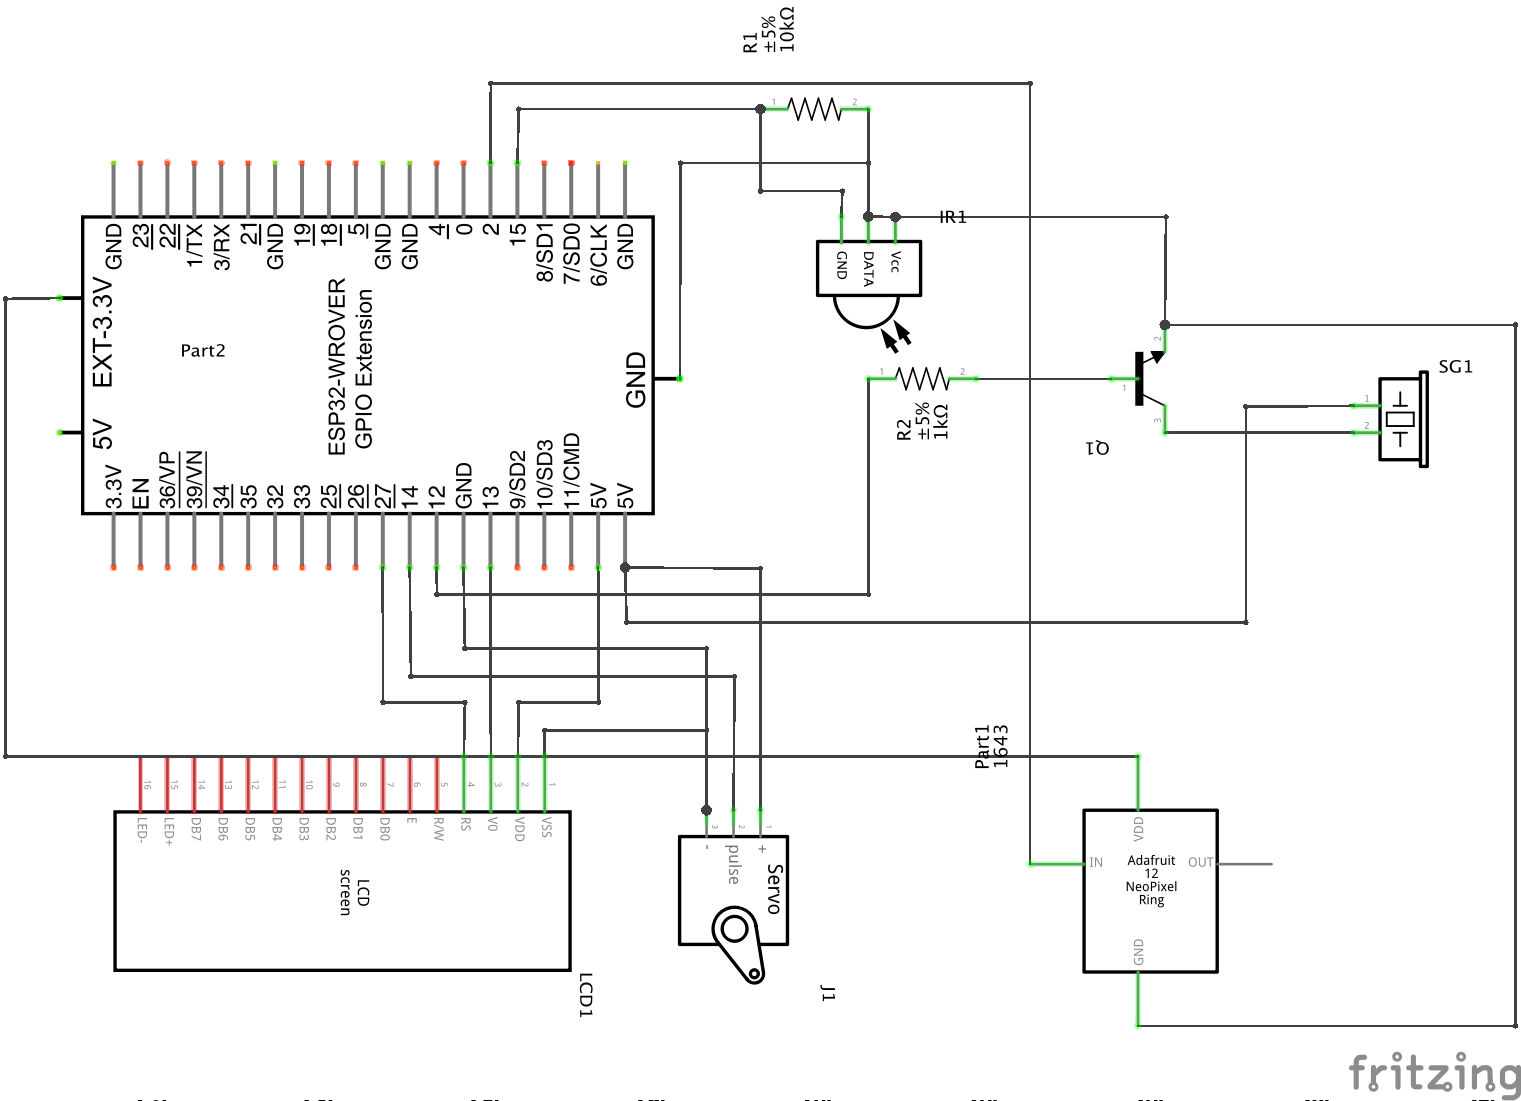 R1
±5%
10kΩ
1
2
GND
23
22
1/TX
3/RX
21
GND
19
18
5
GND
GND
4
0
2
15
8/SD1
7/SD0
6/CLK
GND
EXT-3.3V
5V
Part2
ESP32-WROVER
GPIO Extension
GND
3.3V
EN
36/VP
39/VN
34
35
32
33
25
26
27
14
12
GND
13
9/SD2
10/SD3
11/CMD
5V
5V
IR1
GND
DATA
Vcc
1
2
R2
±5%
1kΩ
2
1
3
Q1
SG1
1
2
16
15
14
13
12
11
10
9
8
7
6
5
4
3
2
1
LED-
LED+
DB7
DB6
DB5
DB4
DB3
DB2
DB1
DB0
E
R/W
RS
V0
VDD
VSS
LCD
screen
LCD1
3
2
1
-
pulse
+
Servo
J1
Part1
1643
VDD
IN
Adafruit
12
NeoPixel
Ring
OUT
GND
fritzing